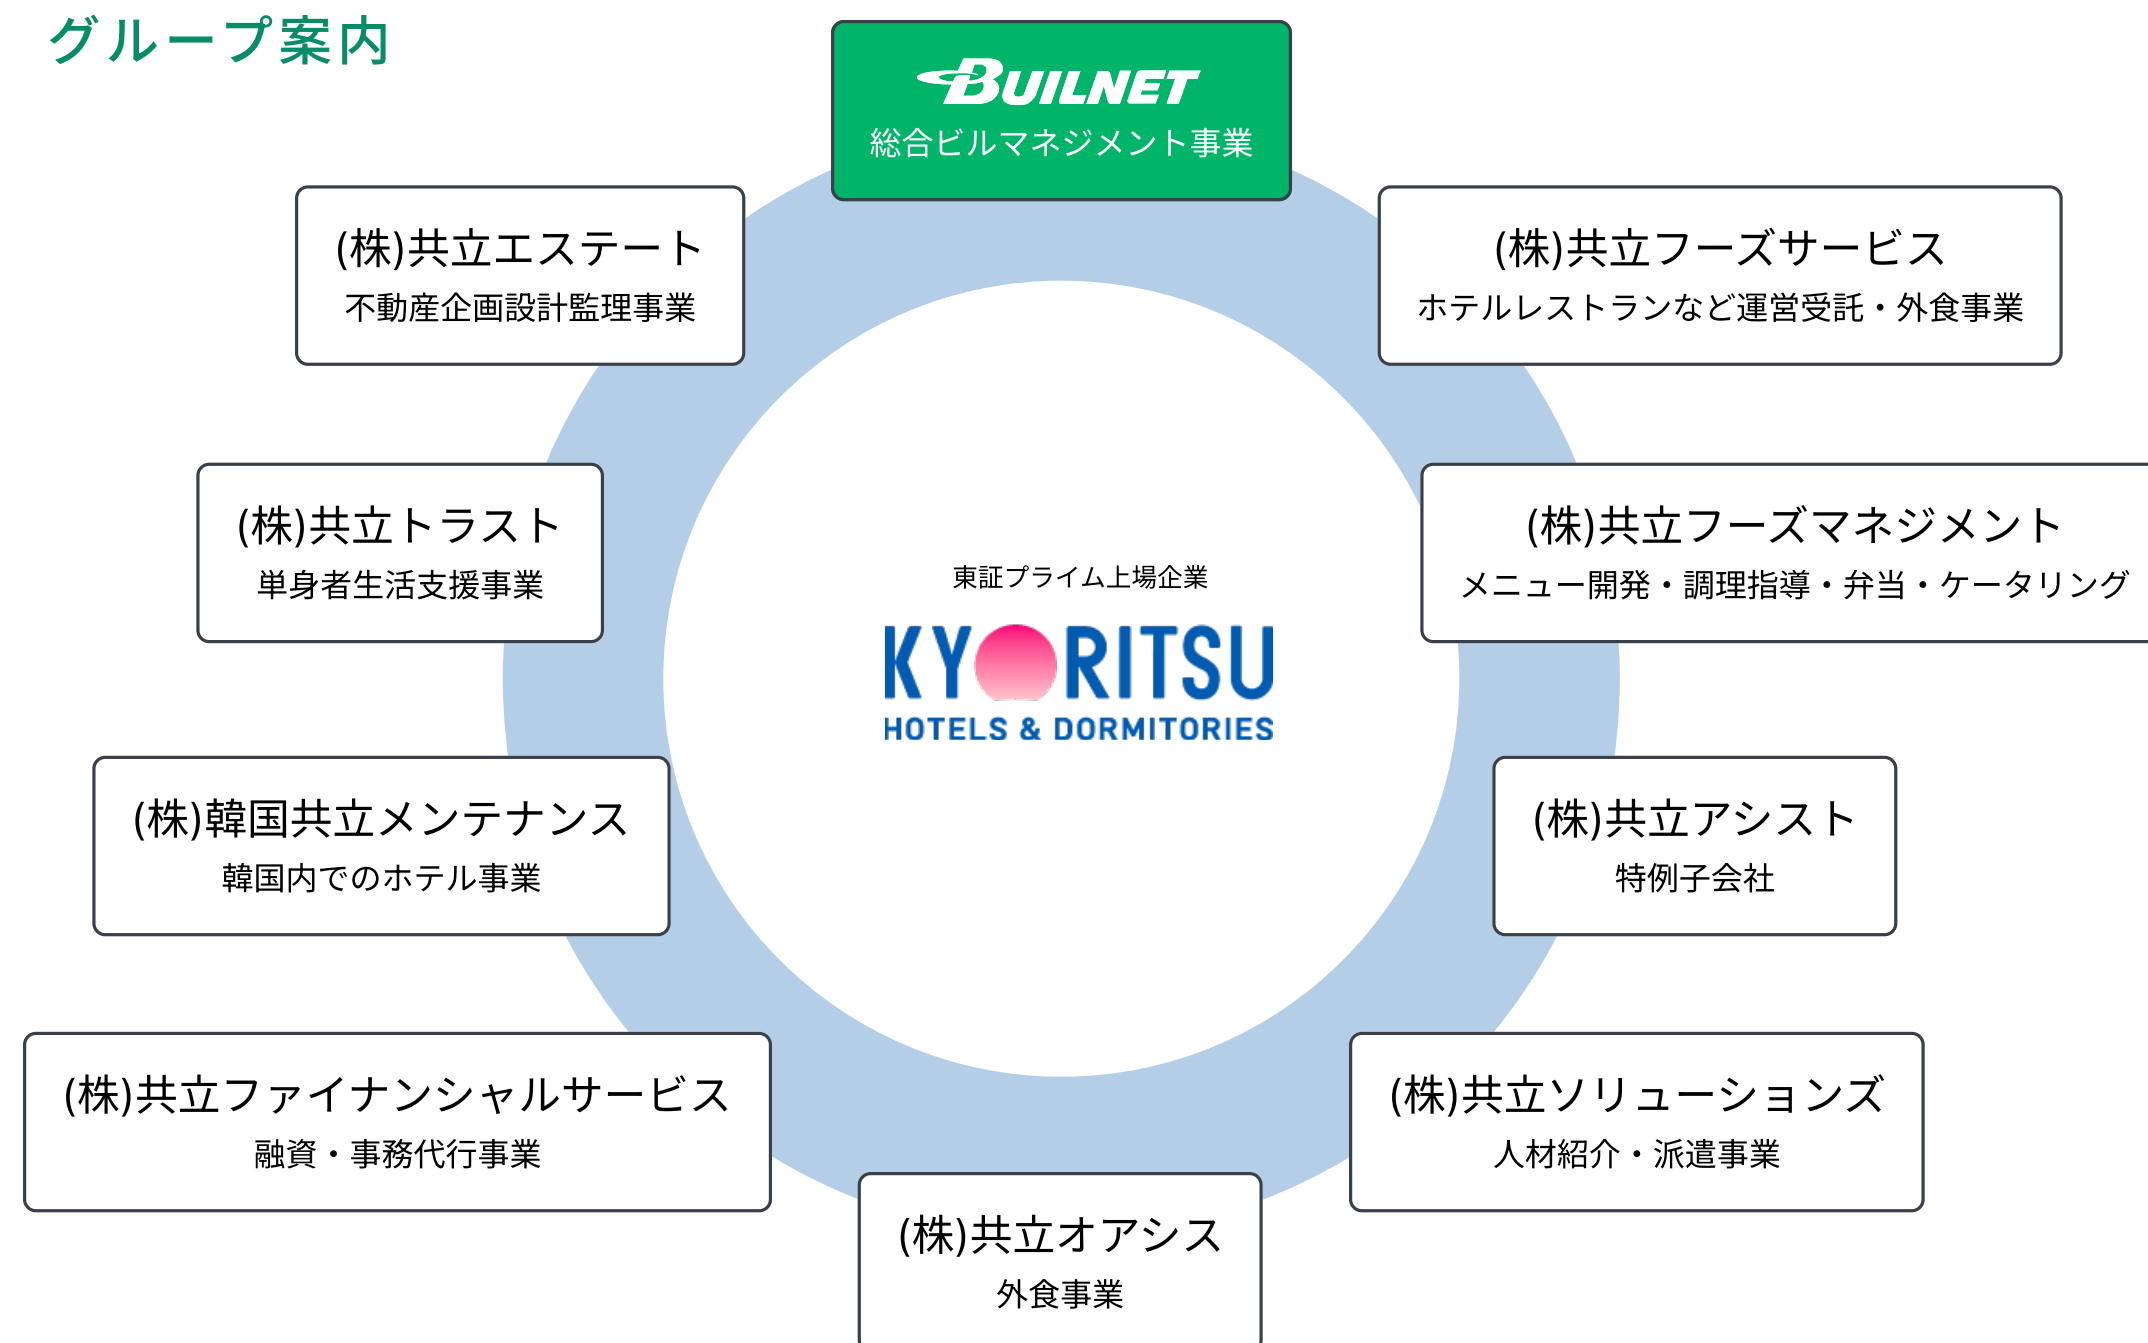 グループ案内
BUILNET
総合ビルマネジメント事業
(株)共立エステート
不動産企画設計監理事業
(株)共立フーズサービス
ホテルレストランなど運営受託・外食事業
(株)共立トラスト
単身者生活支援事業
(株)共立フーズマネジメント
メニュー開発・調理指導・弁当・ケータリング
東証プライム上場企業
KYORITSU
HOTELS & DORMITORIES
(株)韓国共立メンテナンス
韓国内でのホテル事業
(株)共立アシスト
特例子会社
(株)共立ファイナンシャルサービス
融資・事務代行事業
(株)共立ソリューションズ
人材紹介・派遣事業
(株)共立オアシス
外食事業